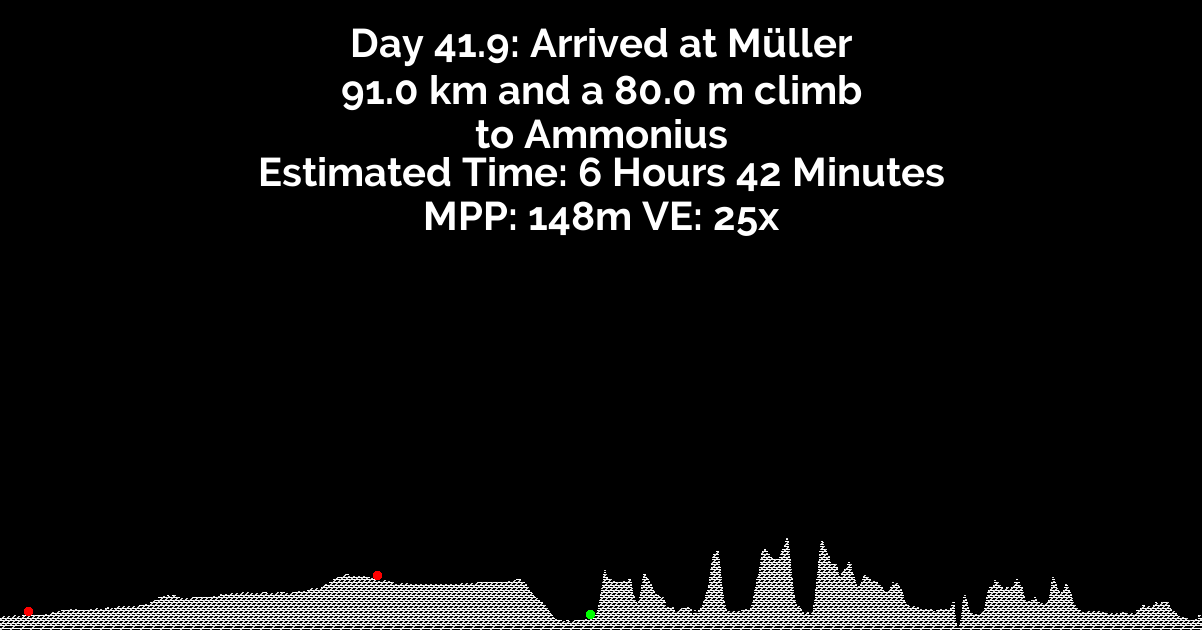 Day 41.9: Arrived at Müller
91.0 km and a 80.0 m climb
to Ammonius
Estimated Time: 6 Hours 42 Minutes
MPP: 148m VE: 25x